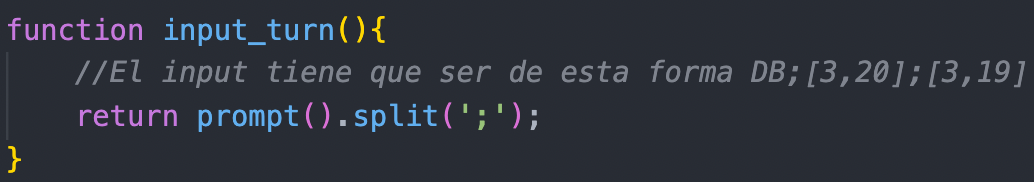 function input_turn(){
//El input tiene que ser de esta forma DB;[3,20];[3,19]
return prompt().split(';');
}